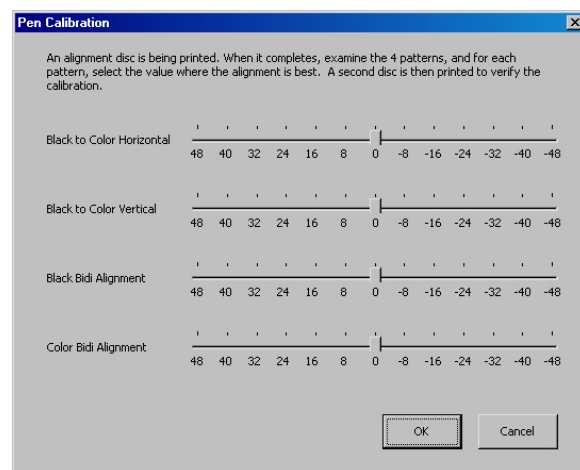 Pen Calibration
An alignment disc is being printed. When it completes, examine the 4 patterns, and for each
pattern, select the value where the alignment is best. A second disc is then printed to verify the
calibration.
Black to Color Horizontal
48 40 32 24 16 8 0 -8 -16 -24 -32 -40 -48
Black to Color Vertical
48 40 32 24 16 8 0 -8 -16 -24 -32 -40 -48
Black Bidi Alignment
48 40 32 24 16 8 0 -8 -16 -24 -32 -40 -48
Color Bidi Alignment
48 40 32 24 16 8 0 -8 -16 -24 -32 -40 -48
OK Cancel